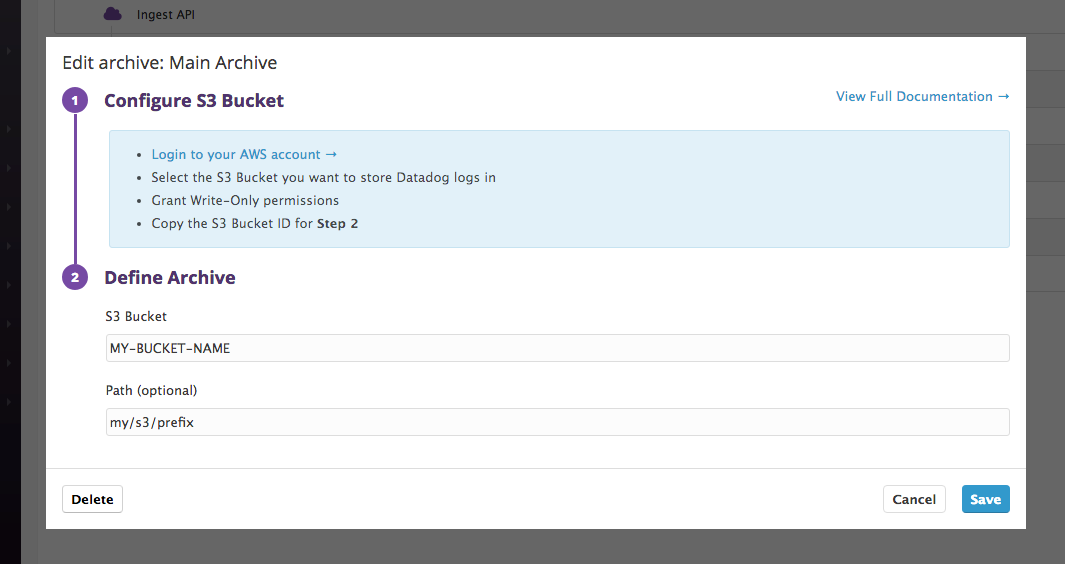 Ingest API
Edit archive: Main Archive
1 Configure S3 Bucket
View Full Documentation →
• Login to your AWS account →
• Select the S3 Bucket you want to store Datadog logs in
• Grant Write-Only permissions
• Copy the S3 Bucket ID for Step 2
2 Define Archive
S3 Bucket
MY-BUCKET-NAME
Path (optional)
my/s3/prefix
Delete
Cancel
Save